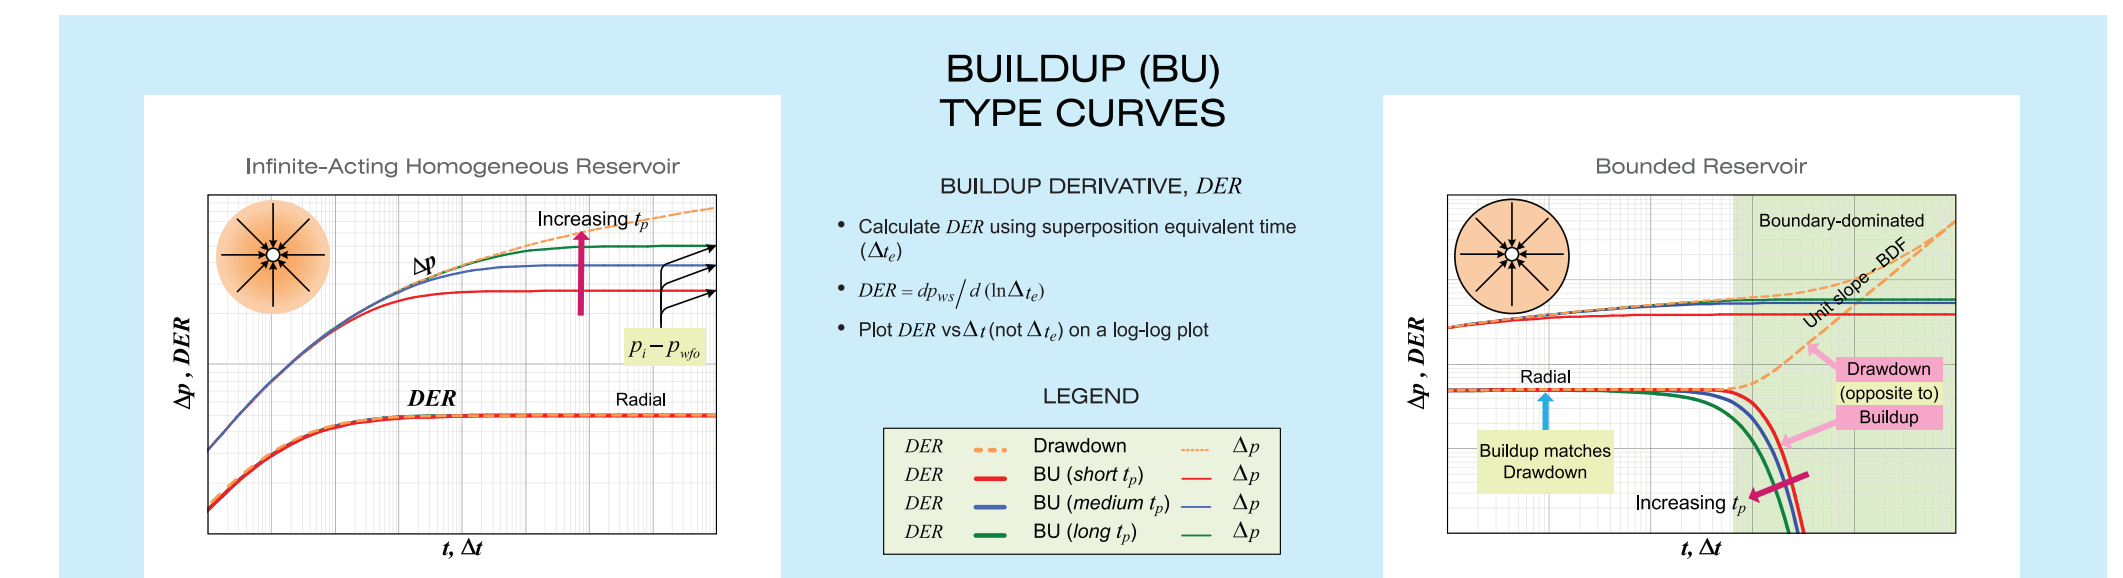 BUILDUP (BU)
TYPE CURVES
Infinite-Acting Homogeneous Reservoir
Increasing tₚ
Δp
DER
Radial
pᵢ − p_wfo
Δp , DER
t, Δt
BUILDUP DERIVATIVE, DER
• Calculate DER using superposition equivalent time
(Δtₑ)
• DER = dp_ws / d (ln Δtₑ)
• Plot DER vs Δt (not Δtₑ) on a log-log plot
LEGEND
DER Drawdown Δp
DER BU (short tₚ) Δp
DER BU (medium tₚ) Δp
DER BU (long tₚ) Δp
Bounded Reservoir
Boundary-dominated
Unit slope - BDF
Radial
Drawdown
(opposite to)
Buildup
Buildup matches
Drawdown
Increasing tₚ
Δp , DER
t, Δt